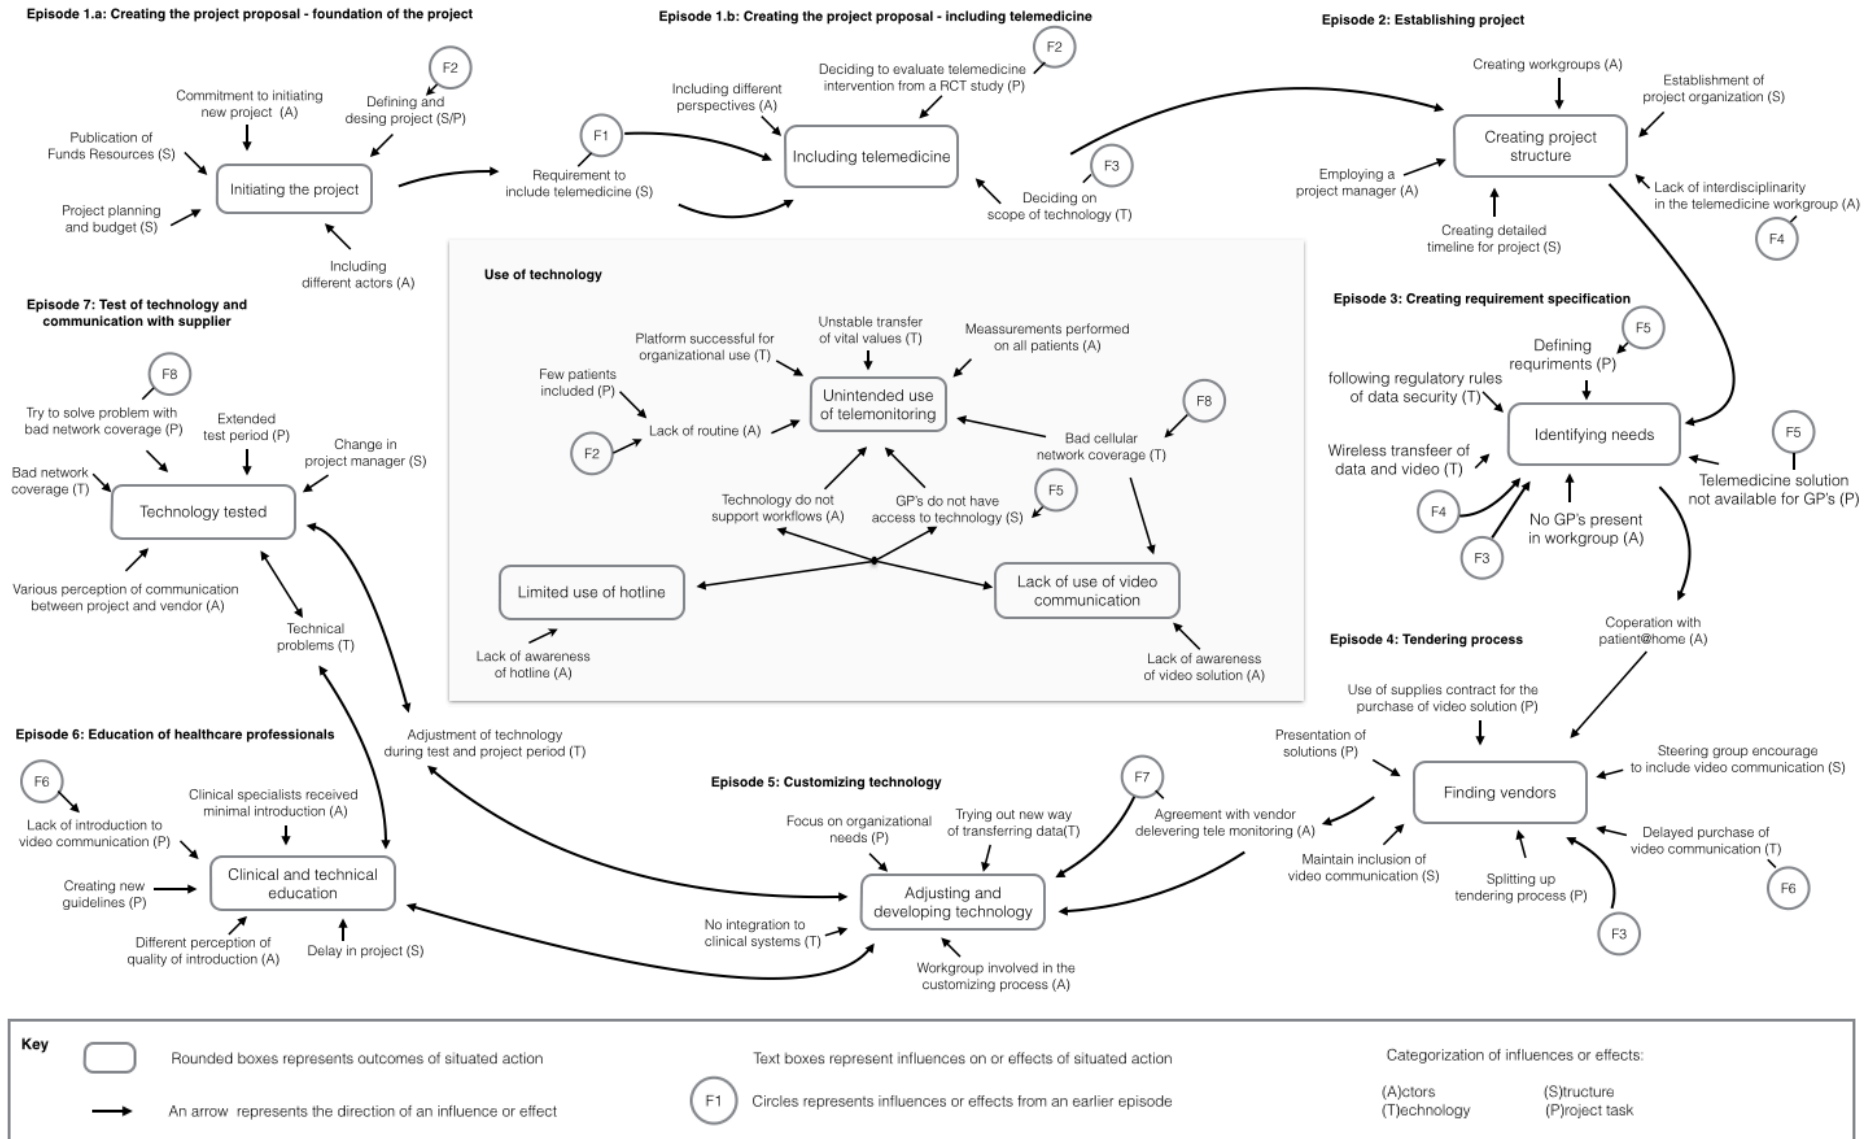 Episode 1.a: Creating the project proposal - foundation of the project
F2
Commitment to initiating
new project  (A)
Defining and
desing project (S/P)
Publication of
Funds Resources (S)
Initiating the project
Project planning
and budget (S)
Including
different actors (A)
Episode 1.b: Creating the project proposal - including telemedicine
F2
Deciding to evaluate telemedicine
intervention from a RCT study (P)
Including different
perspectives (A)
F1
Requirement to
include telemedicine (S)
Including telemedicine
F3
Deciding on
scope of technology (T)
Episode 2: Establishing project
Creating workgroups (A)
Establishment of
project organization (S)
Creating project
structure
Employing a
project manager (A)
Lack of interdisciplinarity
in the telemedicine workgroup (A)
F4
Creating detailed
timeline for project (S)
Episode 3: Creating requirement specification
F5
Defining
requriments (P)
following regulatory rules
of data security (T)
Identifying needs
F5
Wireless transfeer of
data and video (T)
Telemedicine solution
not available for GP's (P)
F4
No GP's present
in workgroup (A)
F3
Use of technology
Platform successful for
organizational use (T)
Unstable transfer
of vital values (T)
Meassurements performed
on all patients (A)
Few patients
included (P)
Unintended use
of telemonitoring
F8
F2
Lack of routine (A)
Bad cellular
network coverage (T)
Technology do not
support workflows (A)
GP's do not have
access to technology (S)
F5
Limited use of hotline
Lack of use of video
communication
Lack of awareness
of hotline (A)
Lack of awareness
of video solution (A)
Episode 7: Test of technology and
communication with supplier
F8
Try to solve problem with
bad network coverage (P)
Extended
test period (P)
Change in
project manager (S)
Bad network
coverage (T)
Technology tested
Various perception of communication
between project and vendor (A)
Technical
problems (T)
Adjustment of technology
during test and project period (T)
Episode 4: Tendering process
Coperation with
patient@home (A)
Use of supplies contract for the
purchase of video solution (P)
Presentation of
solutions (P)
Steering group encourage
to include video communication (S)
Finding vendors
Maintain inclusion of
video communication (S)
Splitting up
tendering process (P)
Delayed purchase of
video communication (T)
F6
F3
Episode 6: Education of healthcare professionals
F6
Clinical specialists received
minimal introduction (A)
Lack of introduction to
video communication (P)
Clinical and technical
education
Creating new
guidelines (P)
Different perception of
quality of introduction (A)
Delay in project (S)
Episode 5: Customizing technology
F7
Focus on organizational
needs (P)
Trying out new way
of transferring data(T)
Agreement with vendor
delevering tele monitoring (A)
Adjusting and
developing technology
No integration to
clinical systems (T)
Workgroup involved in the
customizing process (A)
Key
Rounded boxes represents outcomes of situated action
An arrow  represents the direction of an influence or effect
Text boxes represent influences on or effects of situated action
F1
Circles represents influences or effects from an earlier episode
Categorization of influences or effects:
(A)ctors
(S)tructure
(T)echnology
(P)roject task